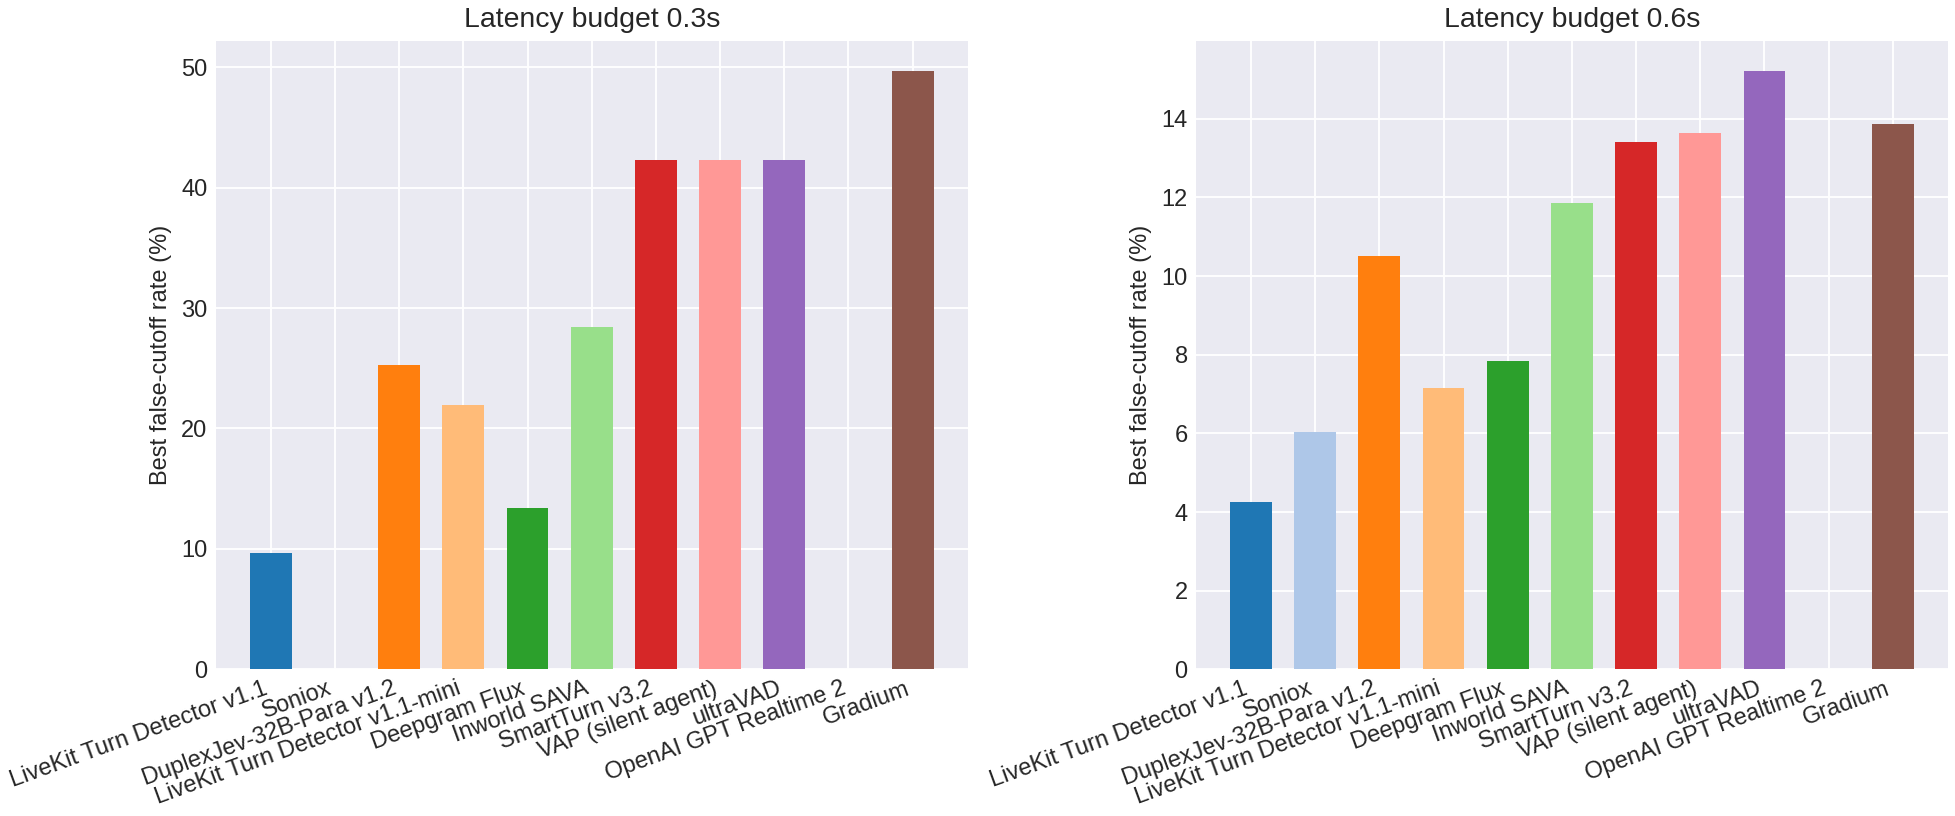 Latency budget 0.3s
Best false-cutoff rate (%)
50
40
30
20
10
0
LiveKit Turn Detector v1.1
Soniox
DuplexJev-32B-Para v1.2
LiveKit Turn Detector v1.1-mini
Deepgram Flux
Inworld SAVA
SmartTurn v3.2
VAP (silent agent)
ultraVAD
OpenAI GPT Realtime 2
Gradium
Latency budget 0.6s
Best false-cutoff rate (%)
14
12
10
8
6
4
2
0
LiveKit Turn Detector v1.1
Soniox
DuplexJev-32B-Para v1.2
LiveKit Turn Detector v1.1-mini
Deepgram Flux
Inworld SAVA
SmartTurn v3.2
VAP (silent agent)
ultraVAD
OpenAI GPT Realtime 2
Gradium